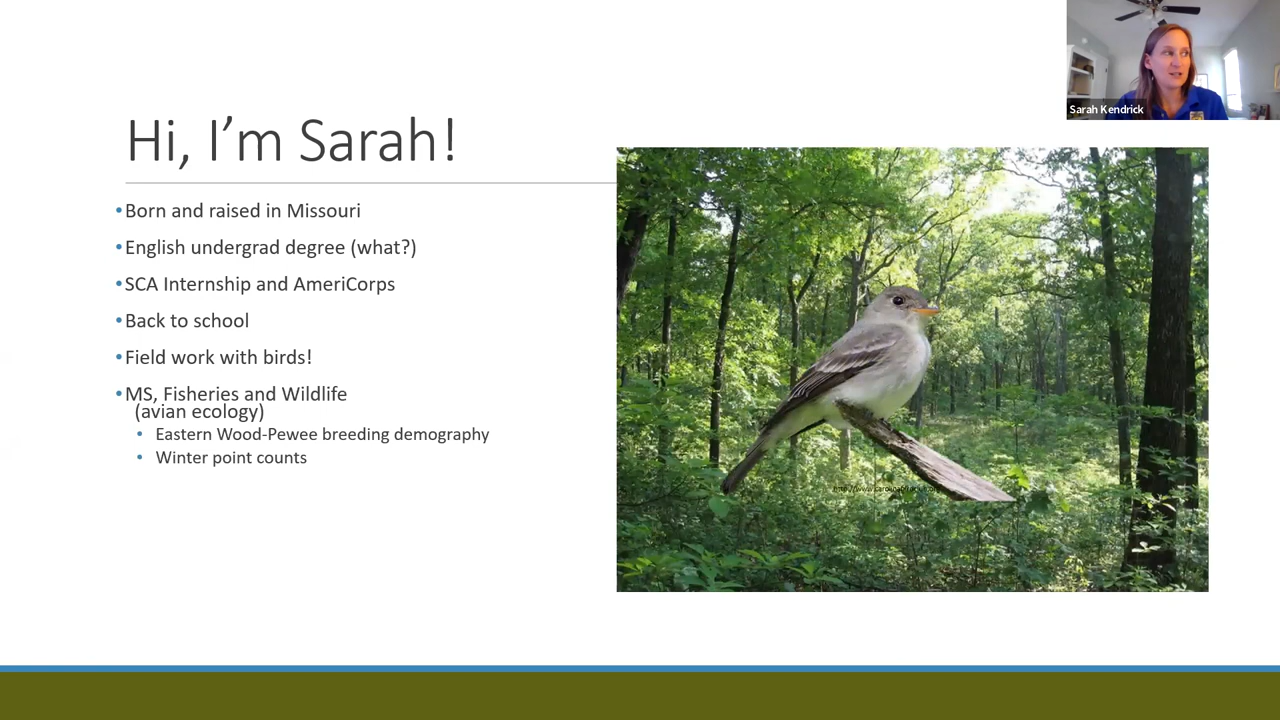 Sarah Kendrick
Hi, I’m Sarah!
•Born and raised in Missouri
•English undergrad degree (what?)
•SCA Internship and AmeriCorps
•Back to school
•Field work with birds!
•MS, Fisheries and Wildlife
(avian ecology)
• Eastern Wood-Pewee breeding demography
• Winter point counts